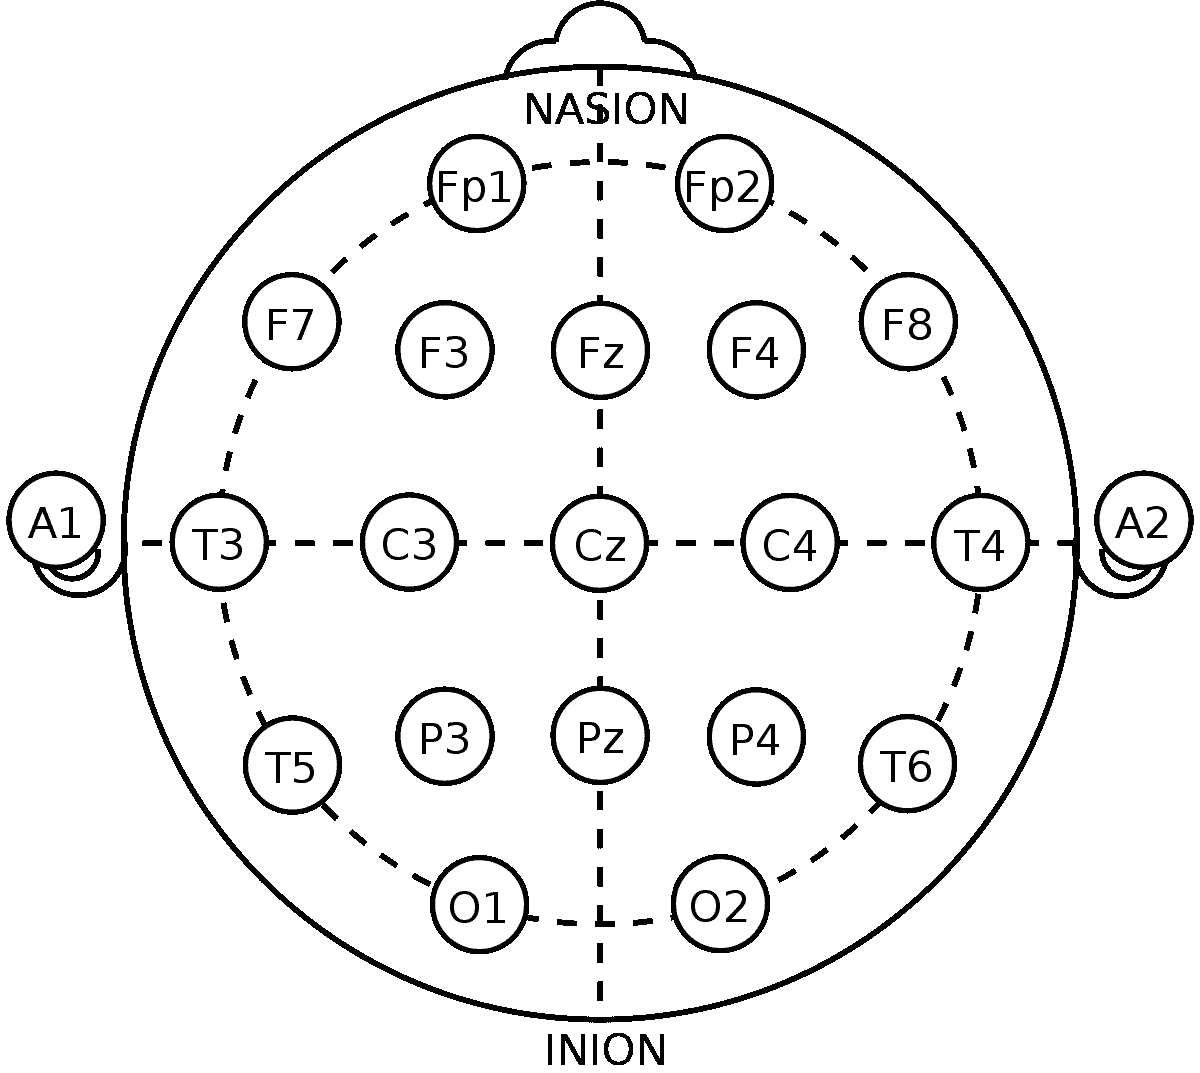 NASION
Fp1 Fp2
F7 F3 Fz F4 F8
A1 T3 C3 Cz C4 T4 A2
T5 P3 Pz P4 T6
O1 O2
INION